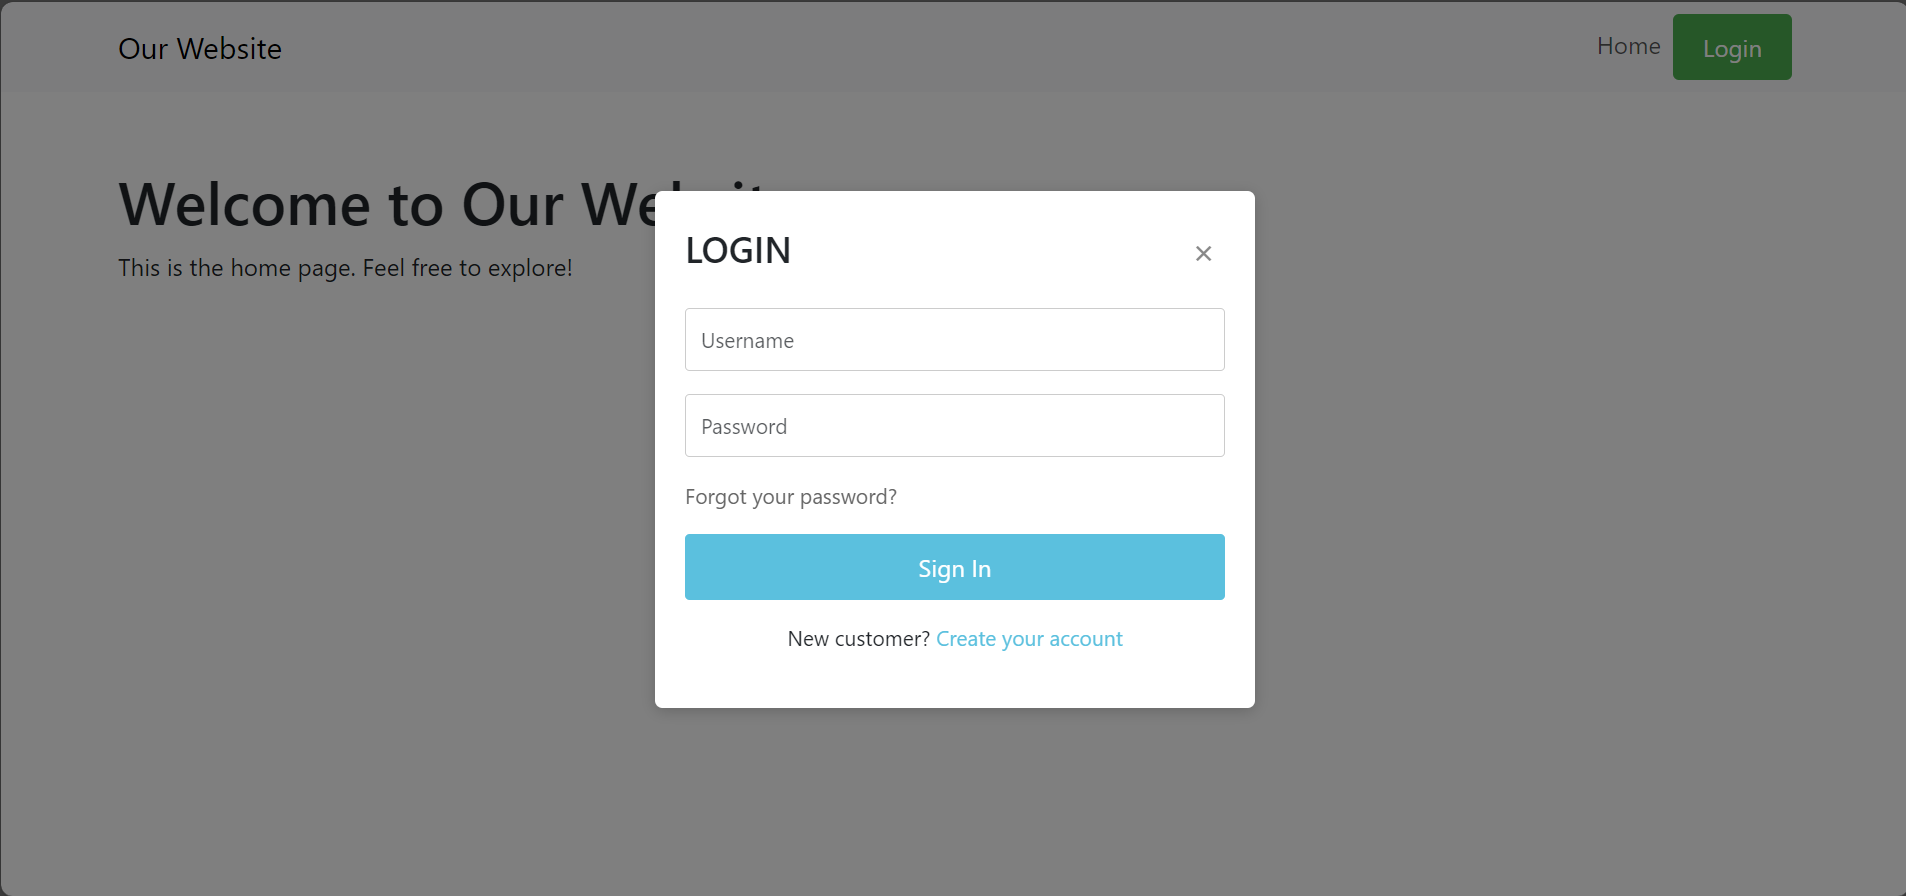 Our Website
Home
Login
Welcome to Our
This is the home page. Feel free to explore!
LOGIN
×
Username
Password
Forgot your password?
Sign In
New customer? Create your account